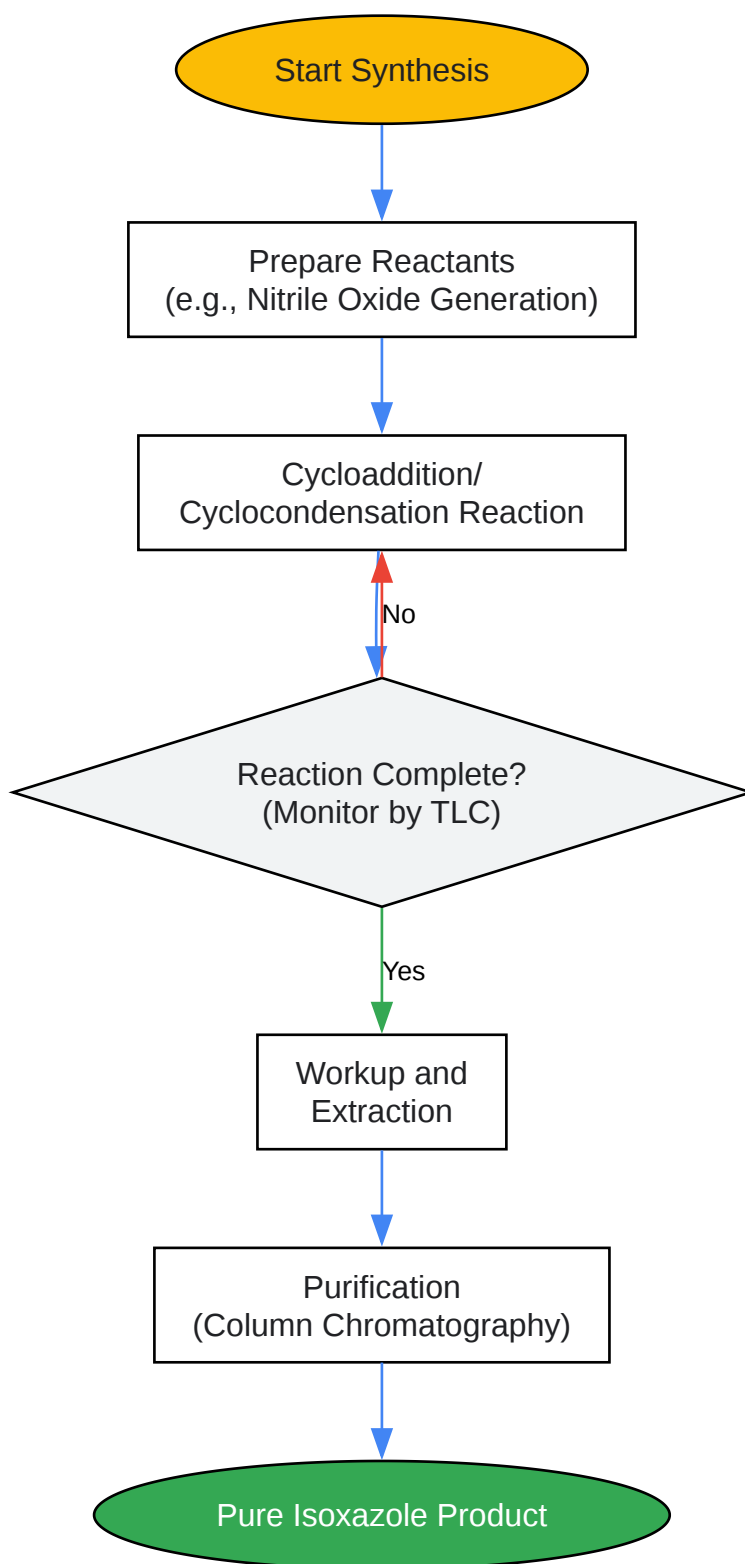 Start Synthesis
Prepare Reactants
(e.g., Nitrile Oxide Generation)
Cycloaddition/
Cyclocondensation Reaction
No
Reaction Complete?
(Monitor by TLC)
Yes
Workup and
Extraction
Purification
(Column Chromatography)
Pure Isoxazole Product